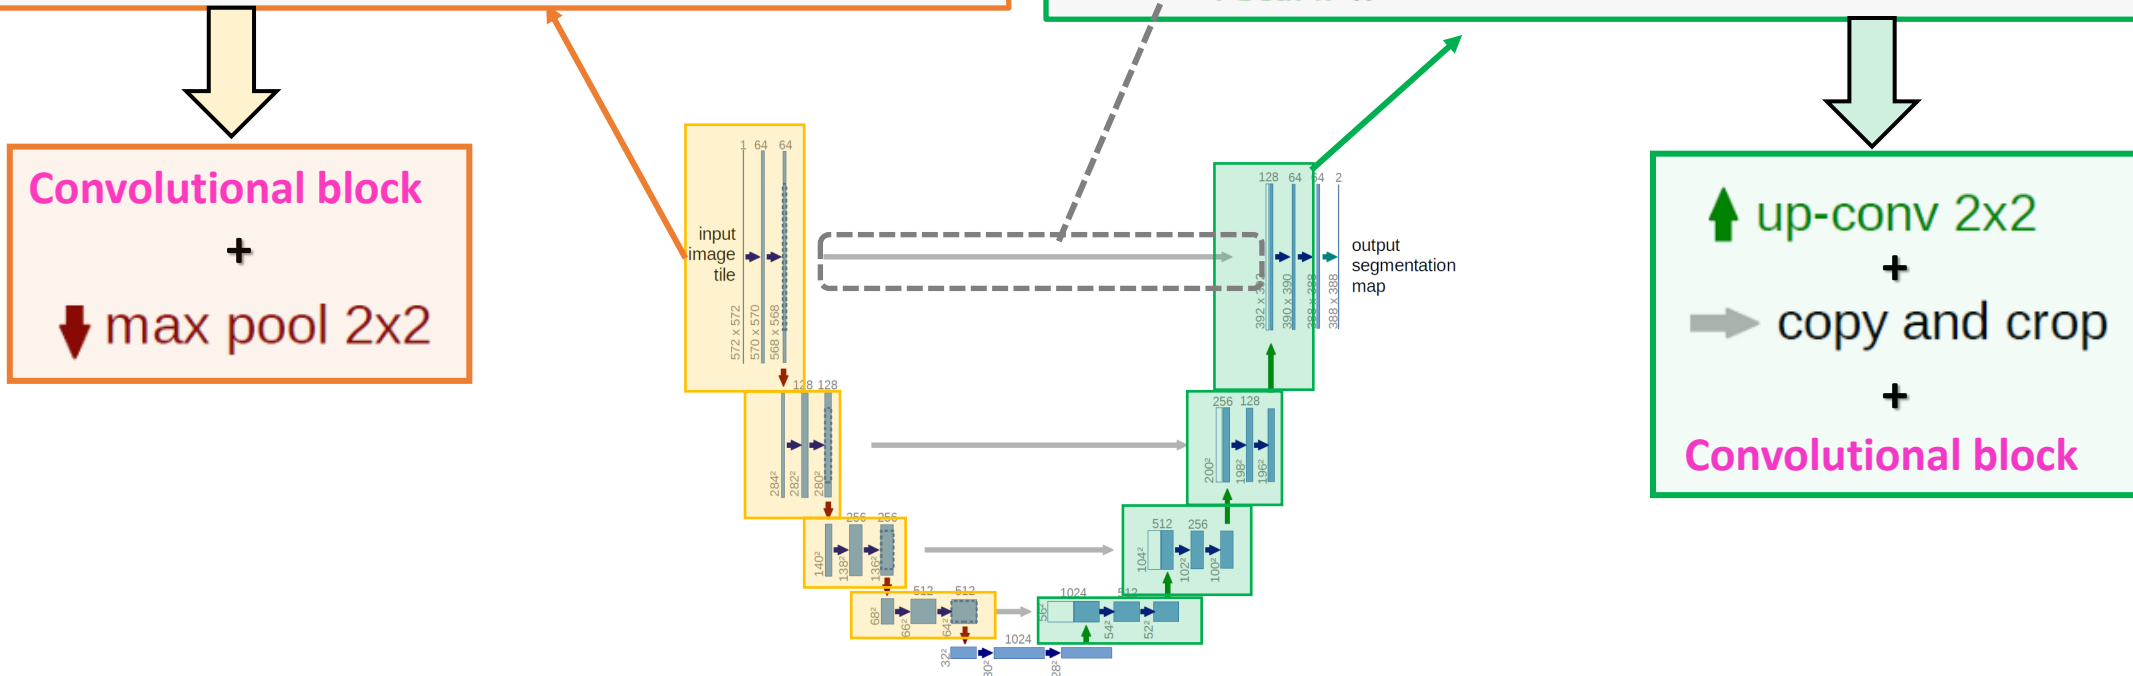 Convolutional block
+
max pool 2x2
1 64 64
input
image
tile
572 x 572
570 x 570
568 x 568
128 128
284²
282²
280²
256 256
140²
138²
136²
512 512
68²
66²
64²
1024
32²
30²
28²
1024 512
56²
54²
52²
512 256
104²
102²
100²
256 128
200²
198²
196²
128 64 64 2
392 x 392
390 x 390
388 x 388
388 x 388
output
segmentation
map
up-conv 2x2
+
copy and crop
+
Convolutional block